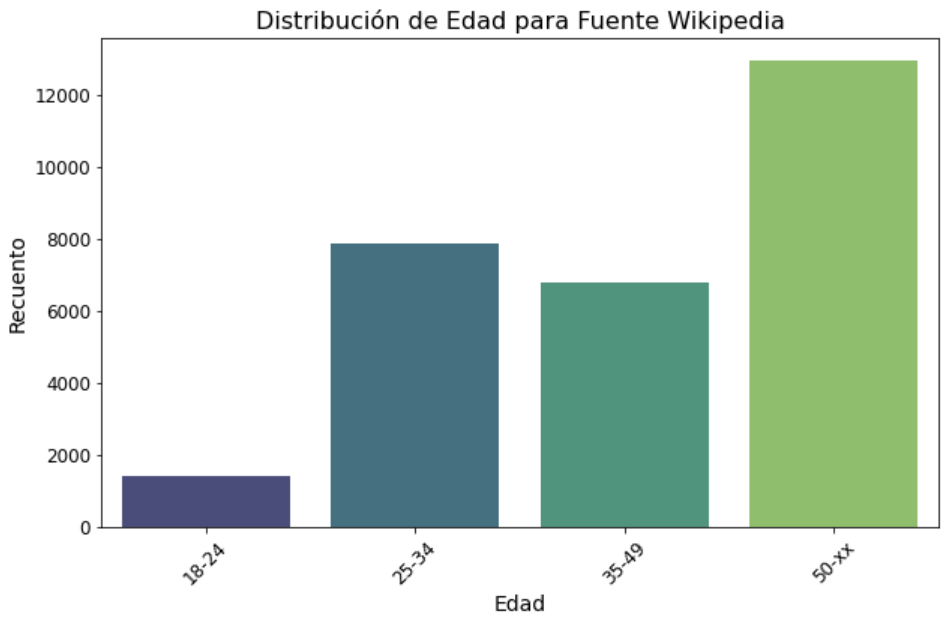 Distribución de Edad para Fuente Wikipedia
12000
10000
8000
6000
4000
2000
0
Recuento
18-24
25-34
35-49
50-xx
Edad